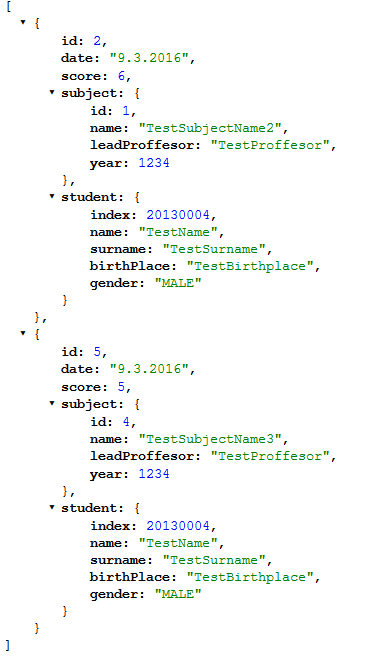 [
▼ {
id: 2,
date: "9.3.2016",
score: 6,
▼ subject: {
id: 1,
name: "TestSubjectName2",
leadProffesor: "TestProffesor",
year: 1234
},
▼ student: {
index: 20130004,
name: "TestName",
surname: "TestSurname",
birthPlace: "TestBirthplace",
gender: "MALE"
}
},
▼ {
id: 5,
date: "9.3.2016",
score: 5,
▼ subject: {
id: 4,
name: "TestSubjectName3",
leadProffesor: "TestProffesor",
year: 1234
},
▼ student: {
index: 20130004,
name: "TestName",
surname: "TestSurname",
birthPlace: "TestBirthplace",
gender: "MALE"
}
}
]